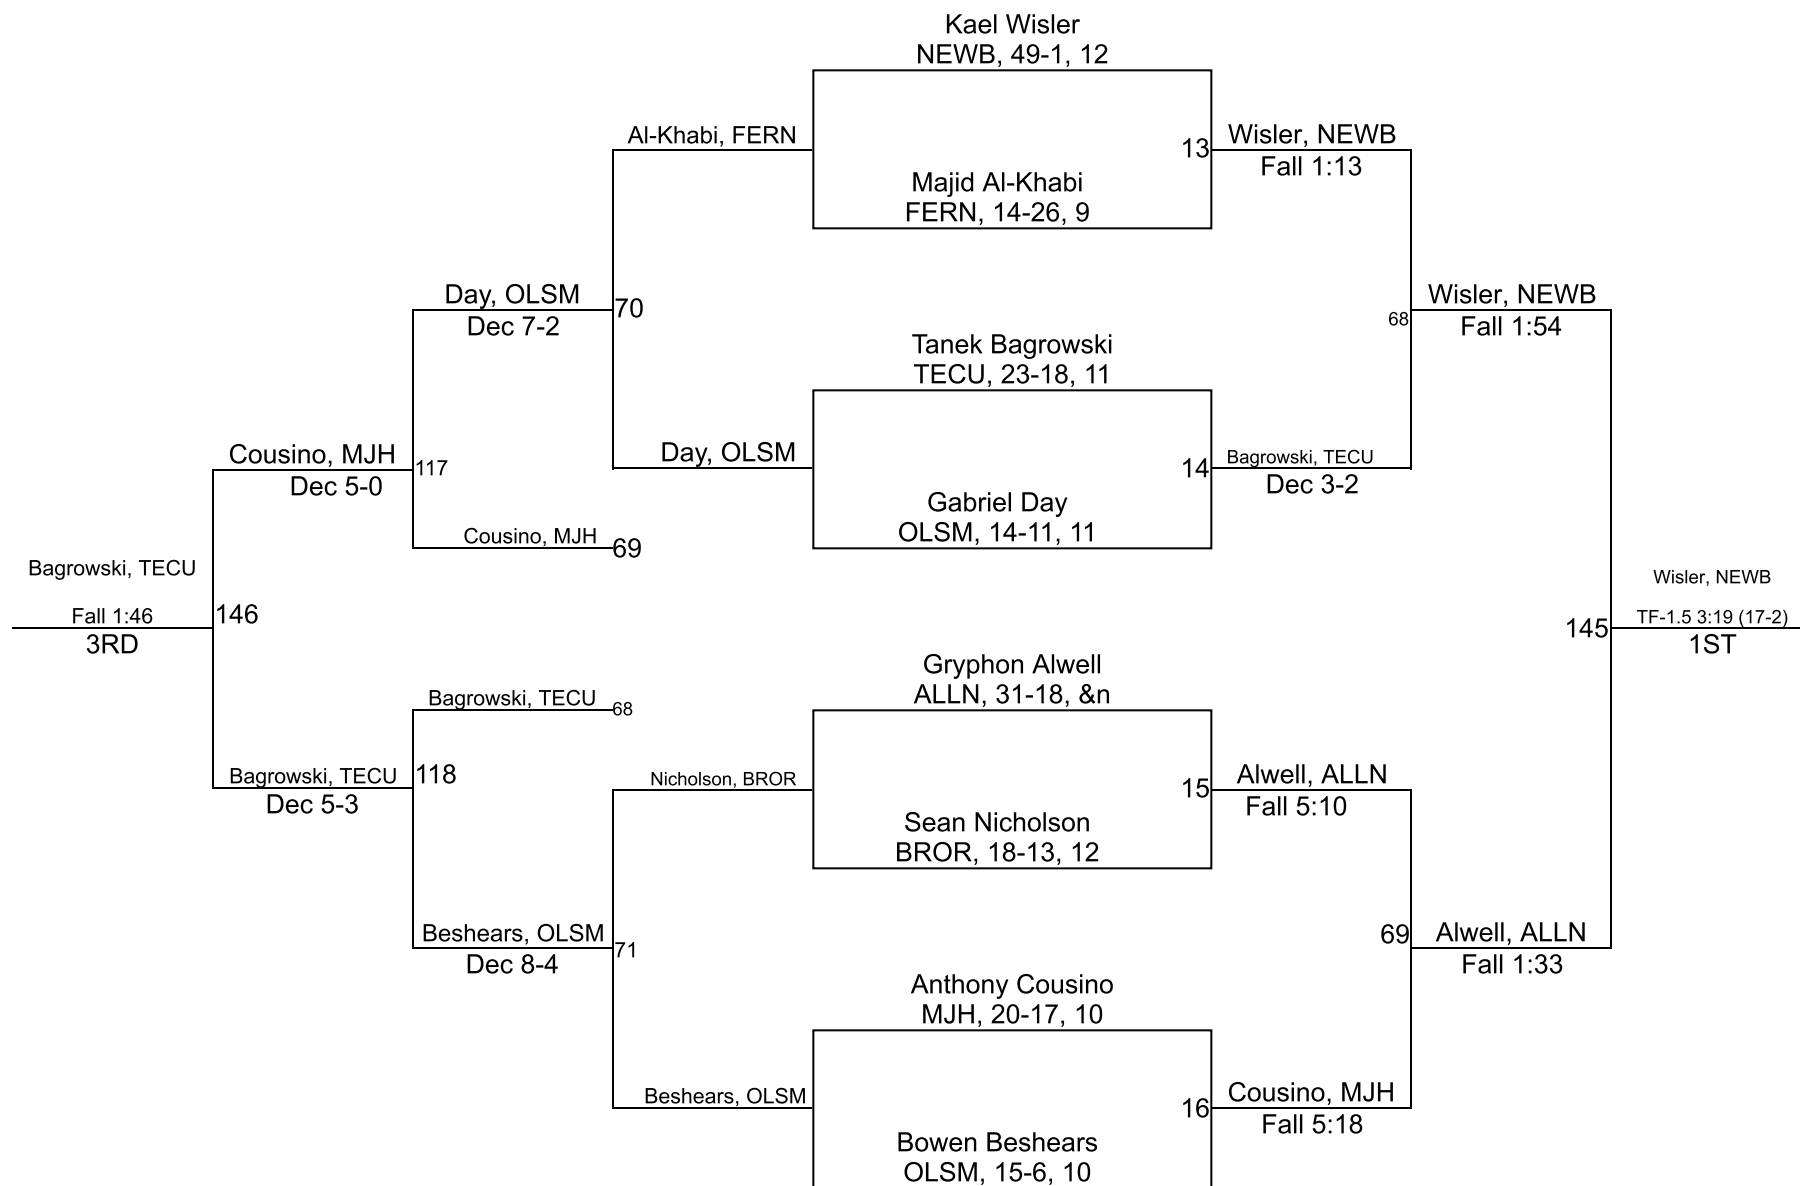 Kael Wisler
NEWB, 49-1, 12
Al-Khabi, FERN
13
Wisler, NEWB
Fall 1:13
Majid Al-Khabi
FERN, 14-26, 9
Day, OLSM
Dec 7-2
70
Wisler, NEWB
68
Fall 1:54
Tanek Bagrowski
TECU, 23-18, 11
Cousino, MJH
Dec 5-0
117
Day, OLSM
14
Bagrowski, TECU
Dec 3-2
Gabriel Day
OLSM, 14-11, 11
Cousino, MJH
69
Bagrowski, TECU
Fall 1:46
3RD
146
145
Wisler, NEWB
TF-1.5 3:19 (17-2)
1ST
Gryphon Alwell
ALLN, 31-18, &n
Bagrowski, TECU
68
Bagrowski, TECU
Dec 5-3
118
Nicholson, BROR
15
Alwell, ALLN
Fall 5:10
Sean Nicholson
BROR, 18-13, 12
Beshears, OLSM
Dec 8-4
71
69
Alwell, ALLN
Fall 1:33
Anthony Cousino
MJH, 20-17, 10
Beshears, OLSM
16
Cousino, MJH
Fall 5:18
Bowen Beshears
OLSM, 15-6, 10